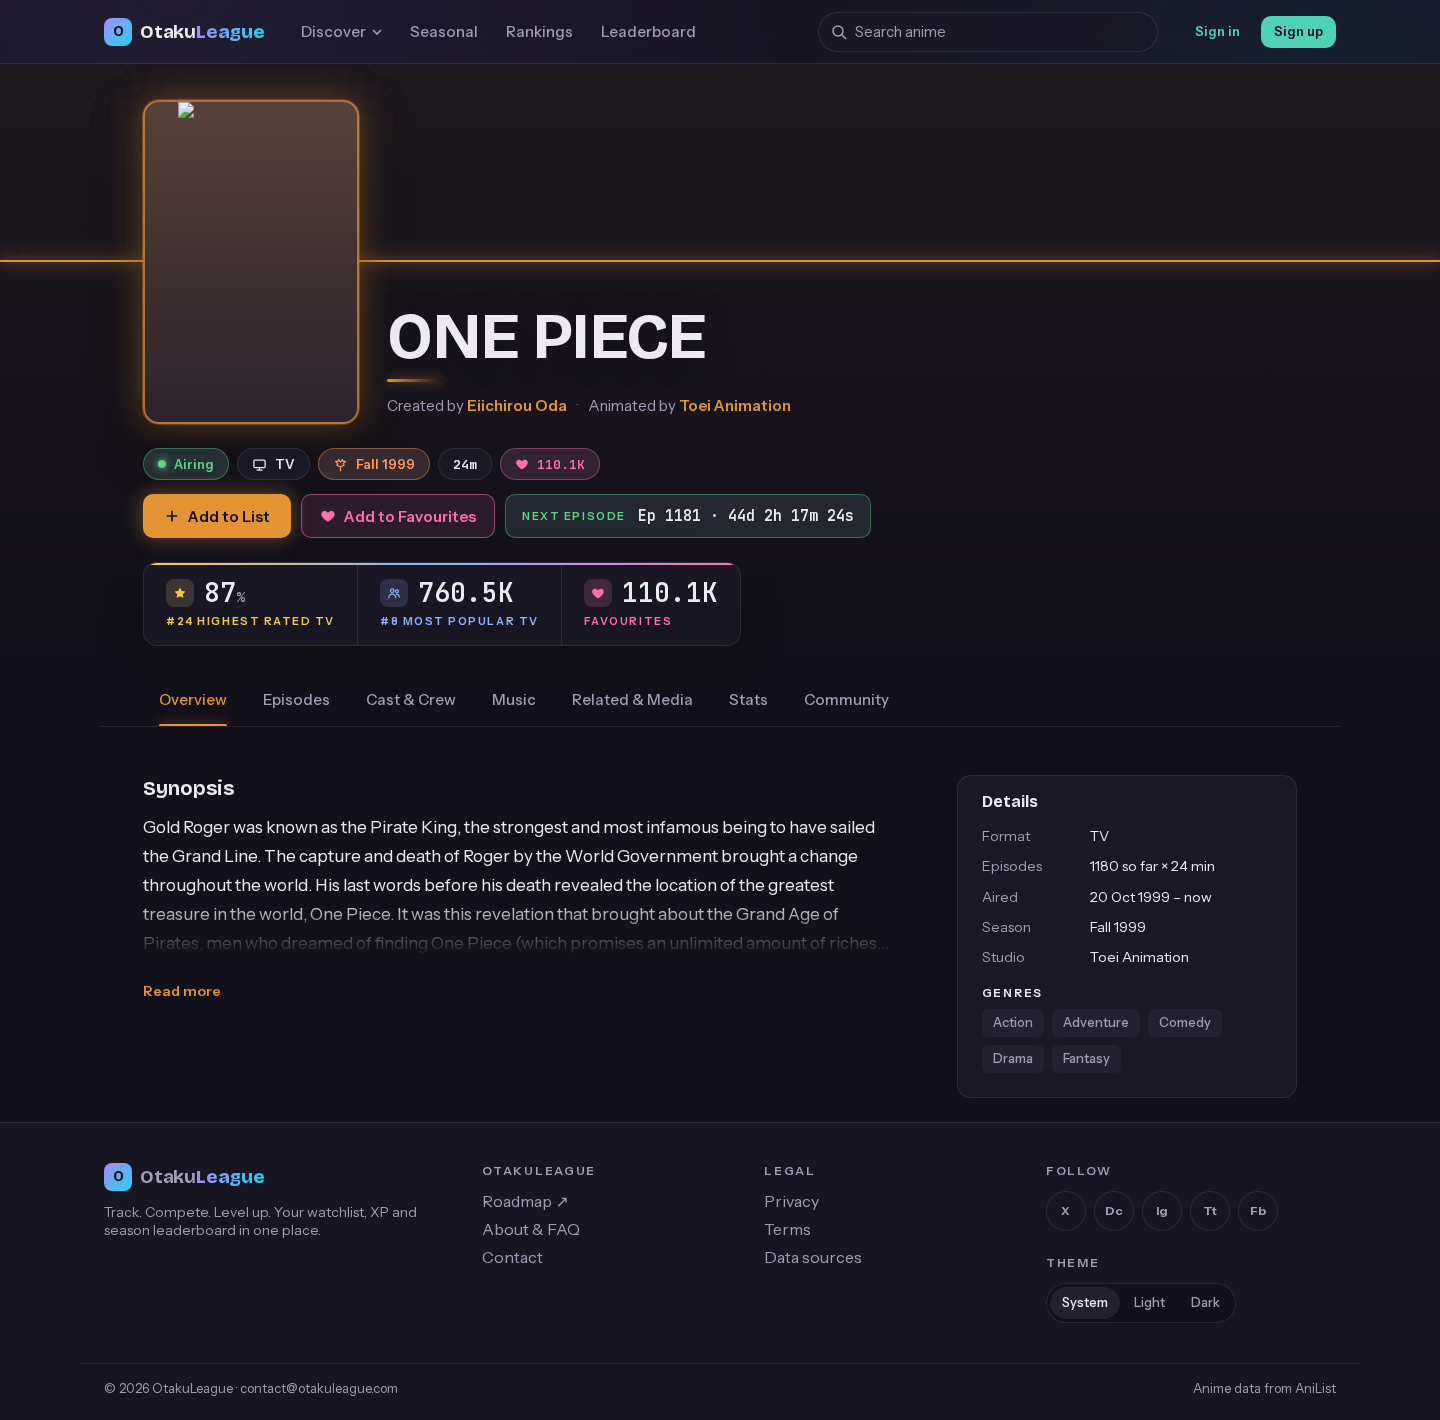 O OtakuLeague Discover Seasonal Rankings Leaderboard Search anime Sign in Sign up
ONE PIECE
Created by Eiichirou Oda · Animated by Toei Animation
Airing TV Fall 1999 24m 110.1K
Add to List Add to Favourites NEXT EPISODE Ep 1181 · 44d 2h 17m 24s
87% 760.5K 110.1K
#24 HIGHEST RATED TV #8 MOST POPULAR TV FAVOURITES
Overview Episodes Cast & Crew Music Related & Media Stats Community
Synopsis
Gold Roger was known as the Pirate King, the strongest and most infamous being to have sailed
the Grand Line. The capture and death of Roger by the World Government brought a change
throughout the world. His last words before his death revealed the location of the greatest
treasure in the world, One Piece. It was this revelation that brought about the Grand Age of
Pirates, men who dreamed of finding One Piece (which promises an unlimited amount of riches...
Read more
Details
Format TV
Episodes 1180 so far × 24 min
Aired 20 Oct 1999 – now
Season Fall 1999
Studio Toei Animation
GENRES
Action Adventure Comedy
Drama Fantasy
O OtakuLeague
Track. Compete. Level up. Your watchlist, XP and
season leaderboard in one place.
OTAKULEAGUE
Roadmap ↗
About & FAQ
Contact
LEGAL
Privacy
Terms
Data sources
FOLLOW
X Dc Ig Tt Fb
THEME
System Light Dark
© 2026 OtakuLeague · contact@otakuleague.com
Anime data from AniList